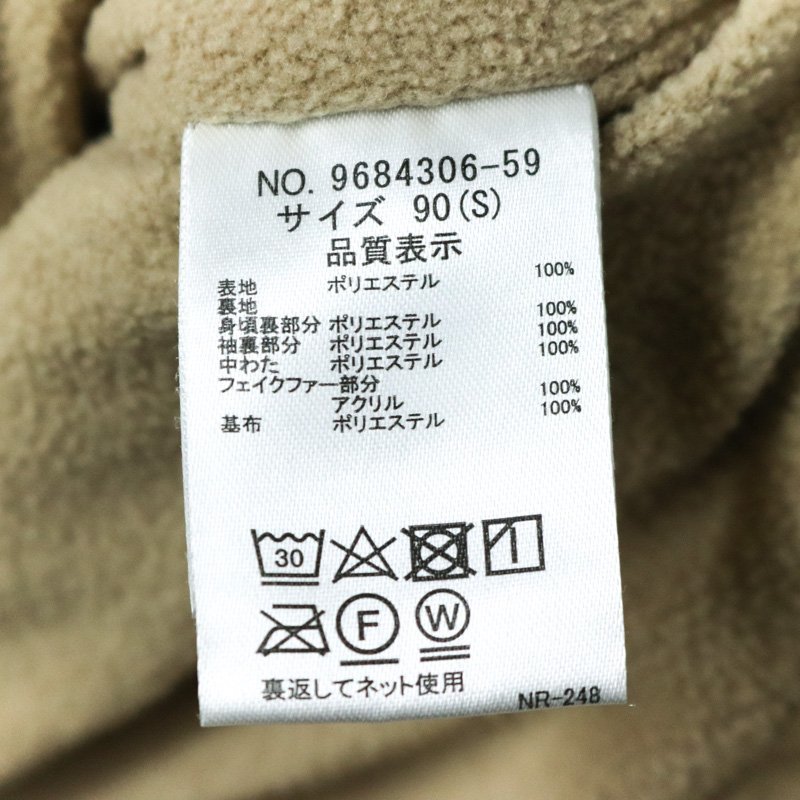 NO. 9684306-59
サイズ 90(S)
品質表示
表地 ポリエステル 100%
裏地
身頃裏部分 ポリエステル 100%
袖裏部分 ポリエステル 100%
中わた ポリエステル 100%
フェイクファー部分
アクリル 100%
基布 ポリエステル 100%
30
F W
裏返してネット使用
NR-248